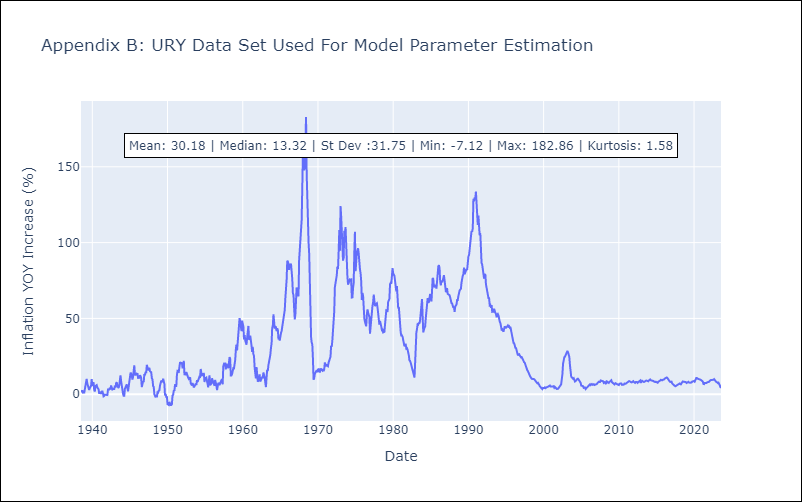 Appendix B: URY Data Set Used For Model Parameter Estimation
Mean: 30.18 | Median: 13.32 | St Dev :31.75 | Min: -7.12 | Max: 182.86 | Kurtosis: 1.58
Inflation YOY Increase (%)
150
100
50
0
1940 1950 1960 1970 1980 1990 2000 2010 2020
Date